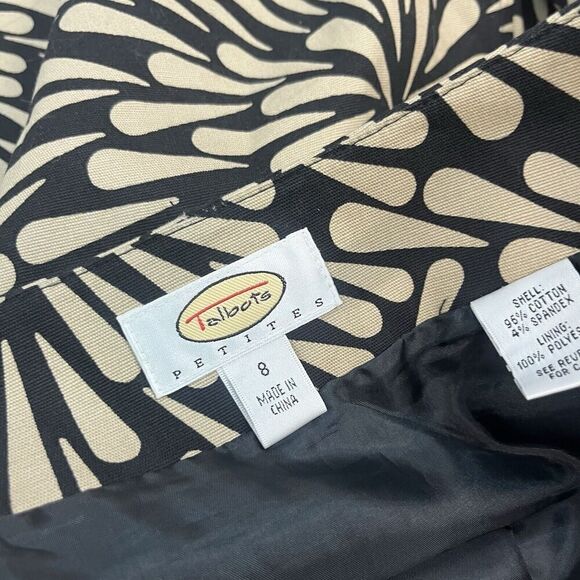 Talbots
PETITES
8
MADE IN
CHINA
SHELL:
96% COTTON
4% SPANDEX
LINING:
100% POLYES
SEE REV
FOR C